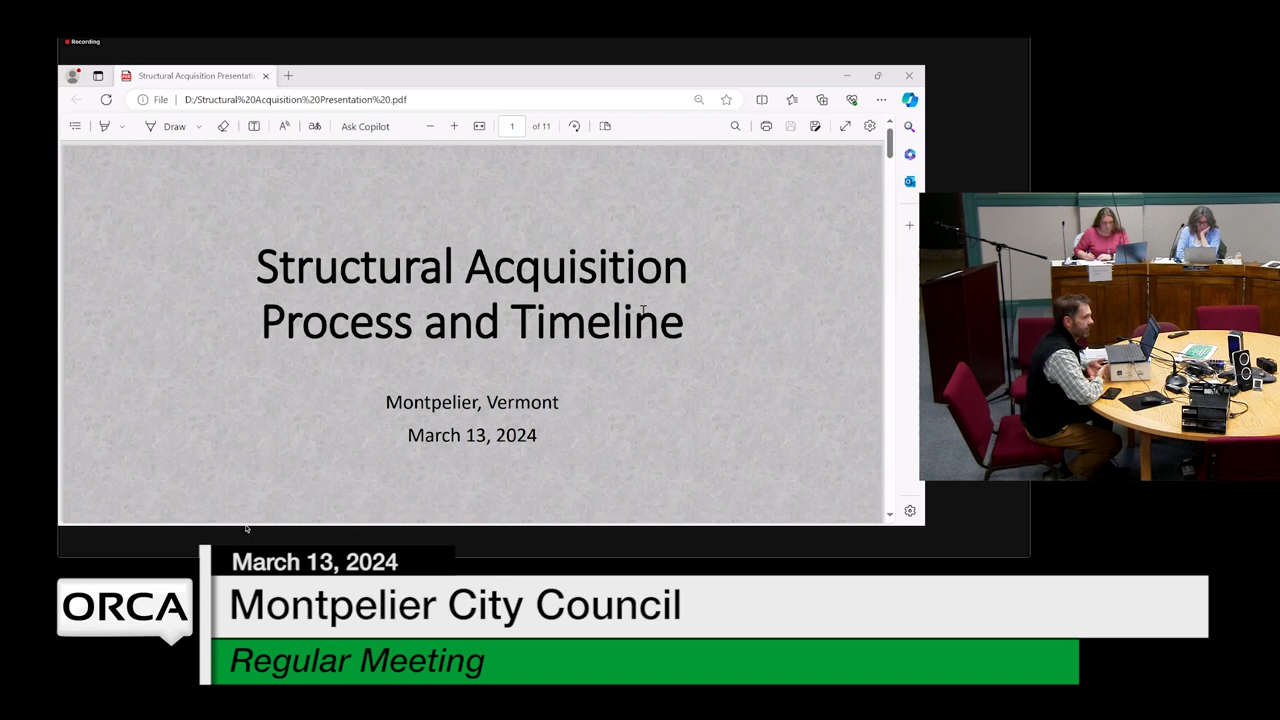 Recording
Structural Acquisition Presentatic
File
D:/Structural%20Acquisition%20Presentation%20.pdf
Draw
Ask Copilot
1
of 11
Structural Acquisition
Process and Timeline
Montpelier, Vermont
March 13, 2024
March 13, 2024
ORCA
Montpelier City Council
Regular Meeting